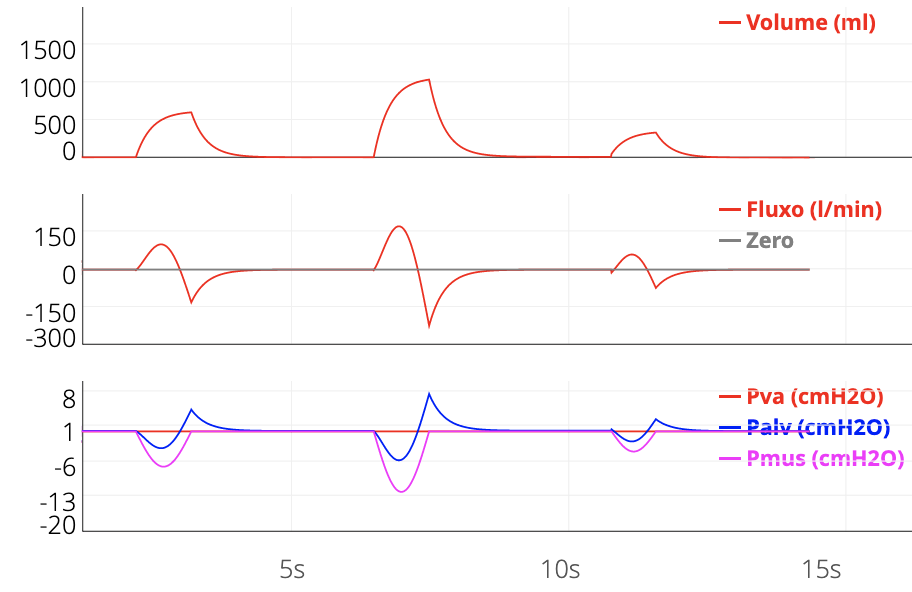 Volume (ml)
1500
1000
500
0
Fluxo (l/min)
Zero
150
0
-150
-300
Pva (cmH2O)
Palv (cmH2O)
Pmus (cmH2O)
8
1
-6
-13
-20
5s
10s
15s